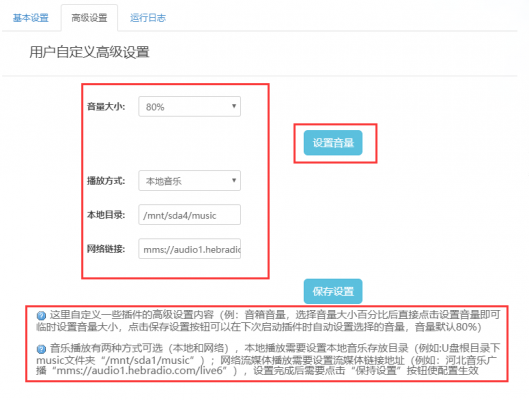 基本设置 高级设置 运行日志
用户自定义高级设置
音量大小: 80%
设置音量
播放方式: 本地音乐
本地目录: /mnt/sda4/music
网络链接: mms://audio1.hebradio
保存设置
这里自定义一些插件的高级设置内容（例：音箱音量，选择音量大小百分比后直接点击设置音量即可
临时设置音量大小，点击保存设置按钮可以在下次启动插件时自动设置选择的音量，音量默认80%）
音乐播放有两种方式可选（本地和网络），本地播放需要设置本地音乐存放目录（例如:U盘根目录下
music文件夹“/mnt/sda1/music”）；网络流媒体播放需要设置流媒体链接地址（例如：河北音乐广
播“mms://audio1.hebradio.com/live6”），设置完成后需要点击“保持设置”按钮使配置生效